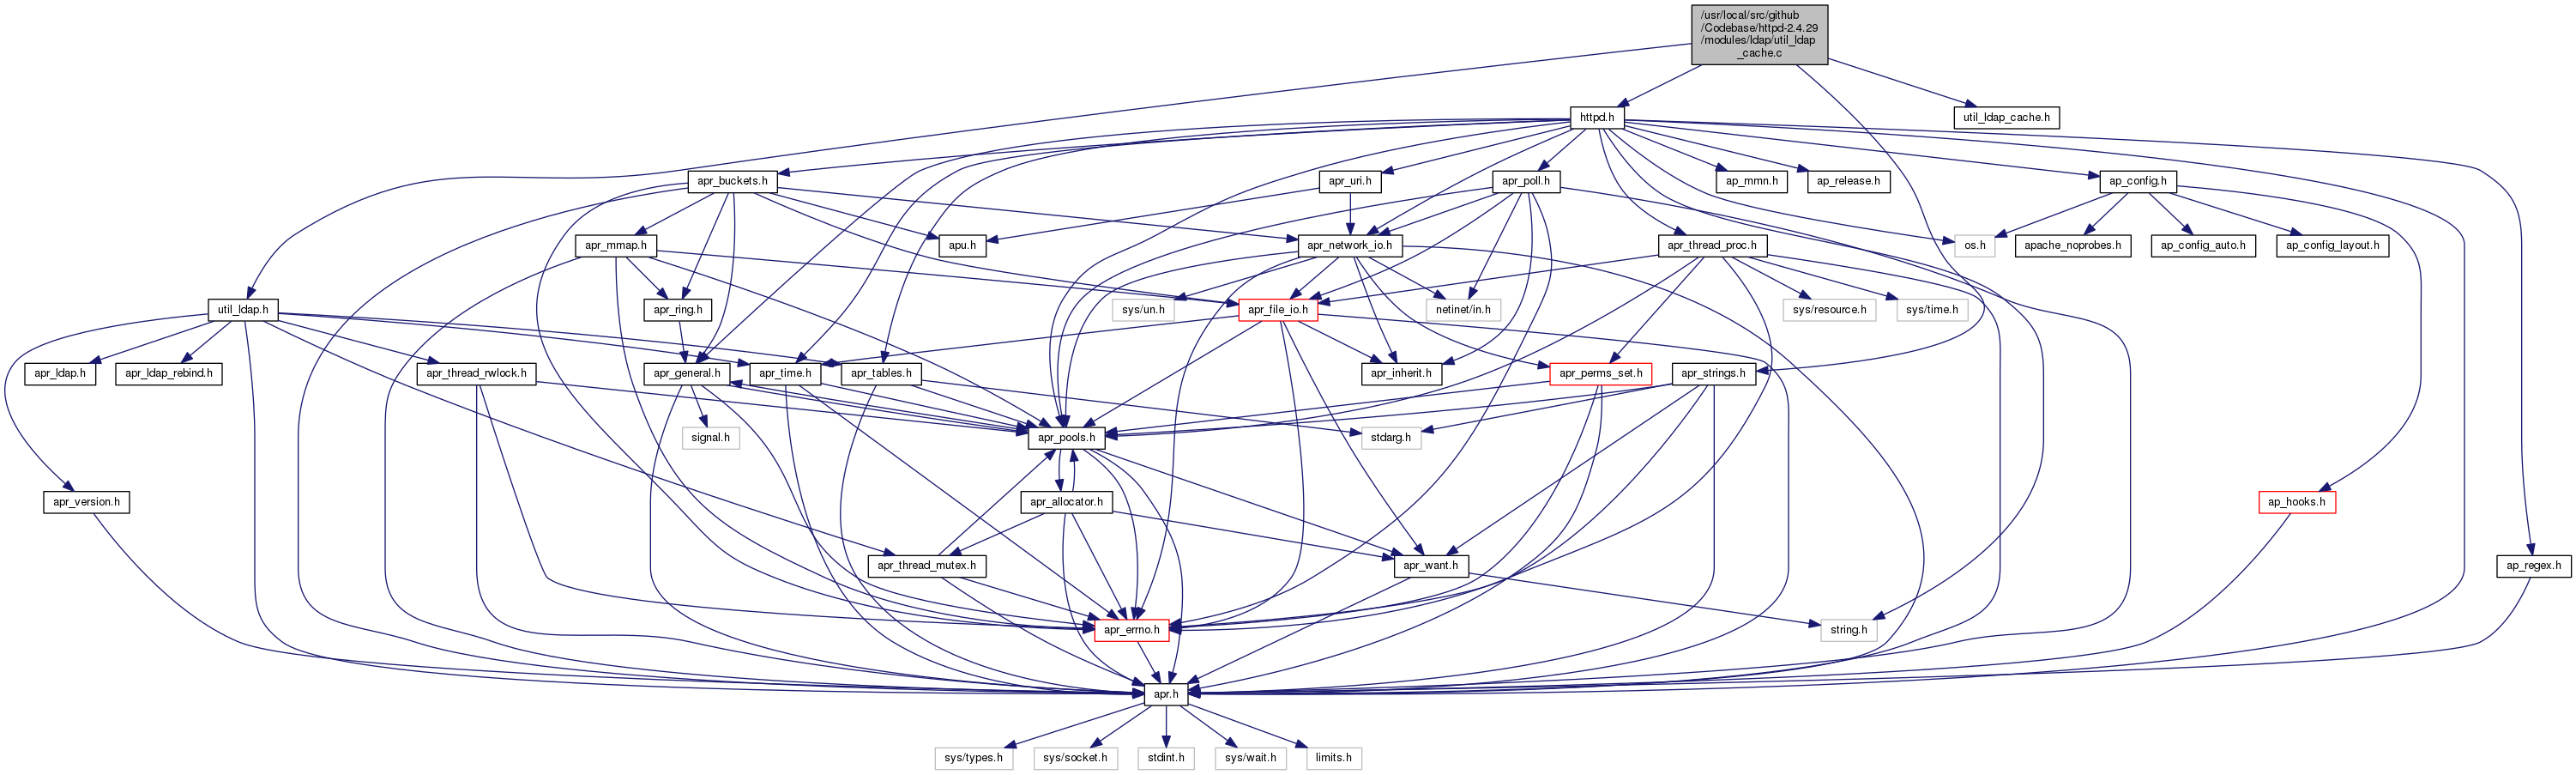 /usr/local/src/github
/Codebase/httpd-2.4.29
/modules/ldap/util_ldap
_cache.c
httpd.h
util_ldap_cache.h
apr_buckets.h
apr_uri.h
apr_poll.h
ap_mmn.h
ap_release.h
ap_config.h
apr_mmap.h
apu.h
apr_network_io.h
apr_thread_proc.h
os.h
apache_noprobes.h
ap_config_auto.h
ap_config_layout.h
util_ldap.h
apr_ring.h
sys/un.h
apr_file_io.h
netinet/in.h
sys/resource.h
sys/time.h
apr_ldap.h
apr_ldap_rebind.h
apr_thread_rwlock.h
apr_general.h
apr_time.h
apr_tables.h
apr_inherit.h
apr_perms_set.h
apr_strings.h
signal.h
apr_pools.h
stdarg.h
apr_version.h
apr_allocator.h
ap_hooks.h
apr_thread_mutex.h
apr_want.h
ap_regex.h
apr_errno.h
string.h
apr.h
sys/types.h
sys/socket.h
stdint.h
sys/wait.h
limits.h